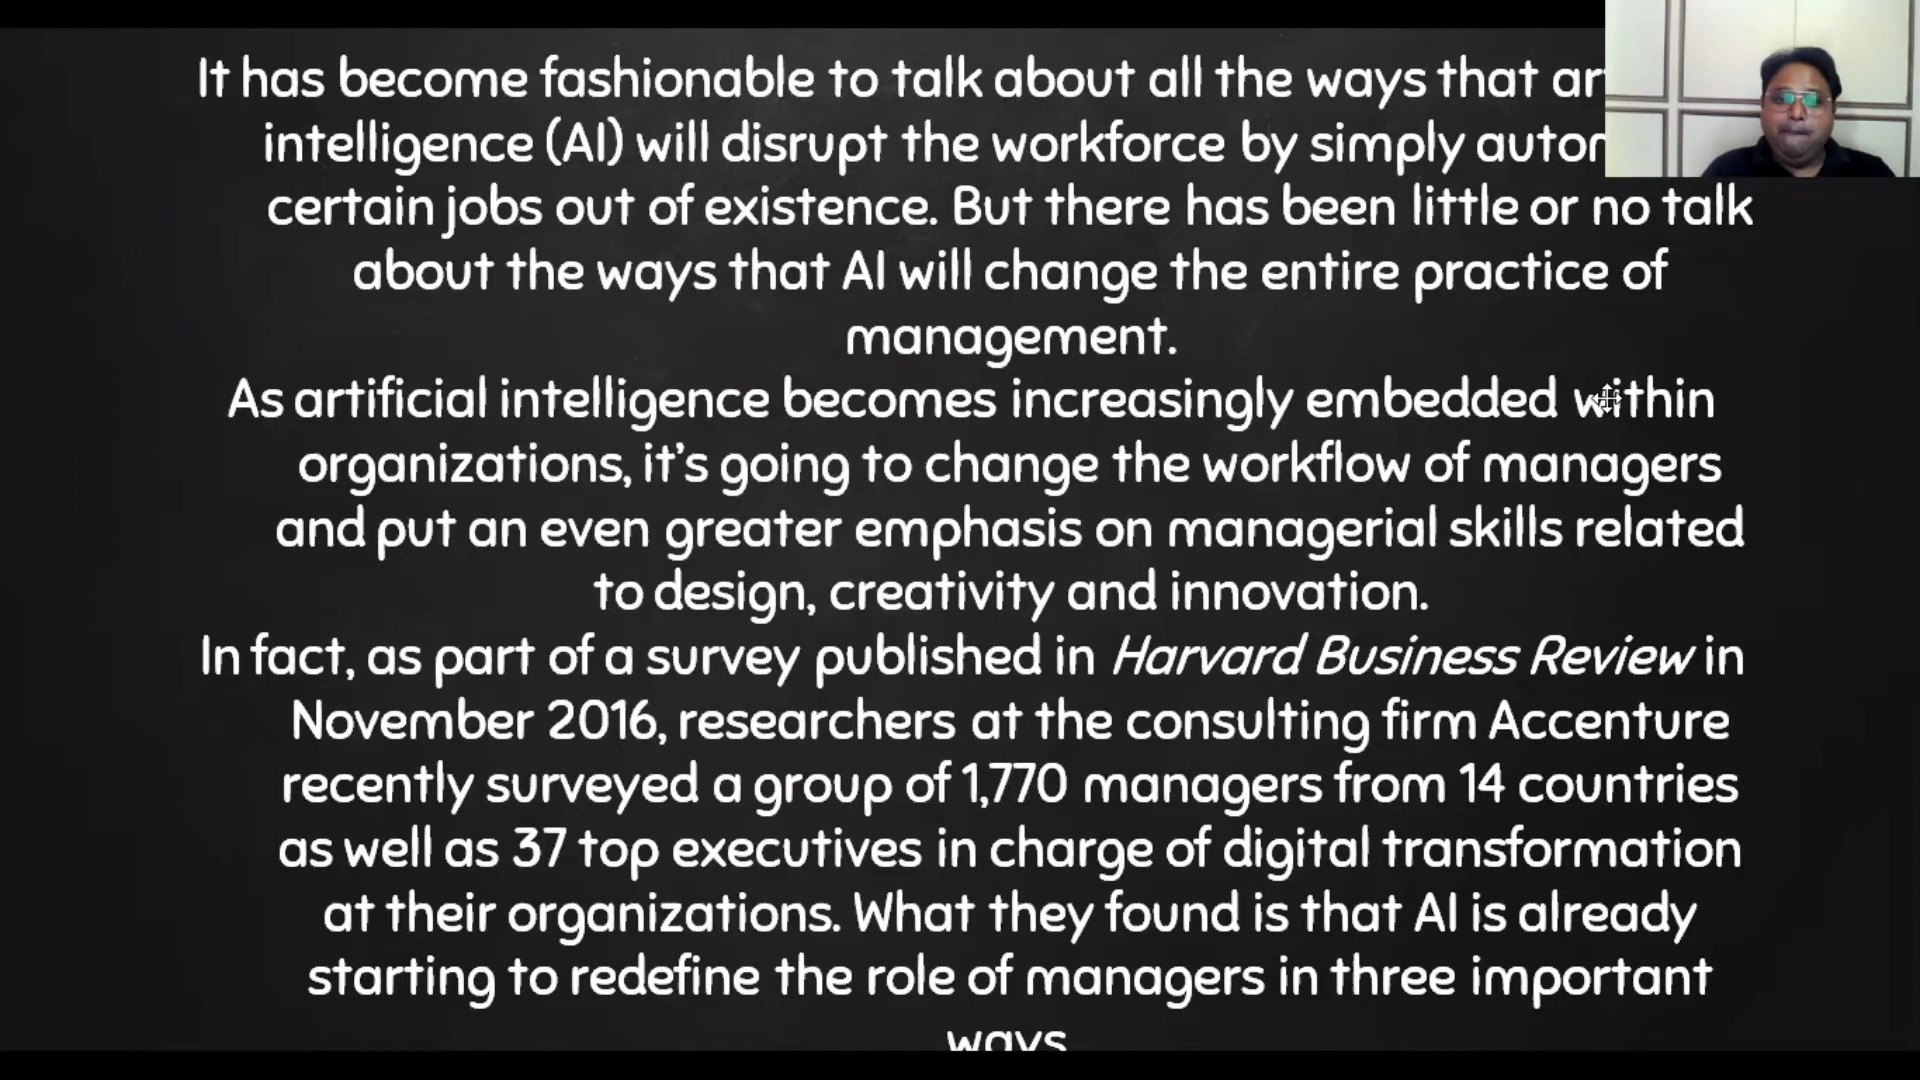 It has become fashionable to talk about all the ways that
intelligence (AI) will disrupt the workforce by simply
certain jobs out of existence. But there has been little or no talk
about the ways that AI will change the entire practice of
management.
As artificial intelligence becomes increasingly embedded within
organizations, it's going to change the workflow of managers
and put an even greater emphasis on managerial skills related
to design, creativity and innovation.
In fact, as part of a survey published in Harvard Business Review in
November 2016, researchers at the consulting firm Accenture
recently surveyed a group of 1,770 managers from 14 countries
as well as 37 top executives in charge of digital transformation
at their organizations. What they found is that AI is already
starting to redefine the role of managers in three important
ways